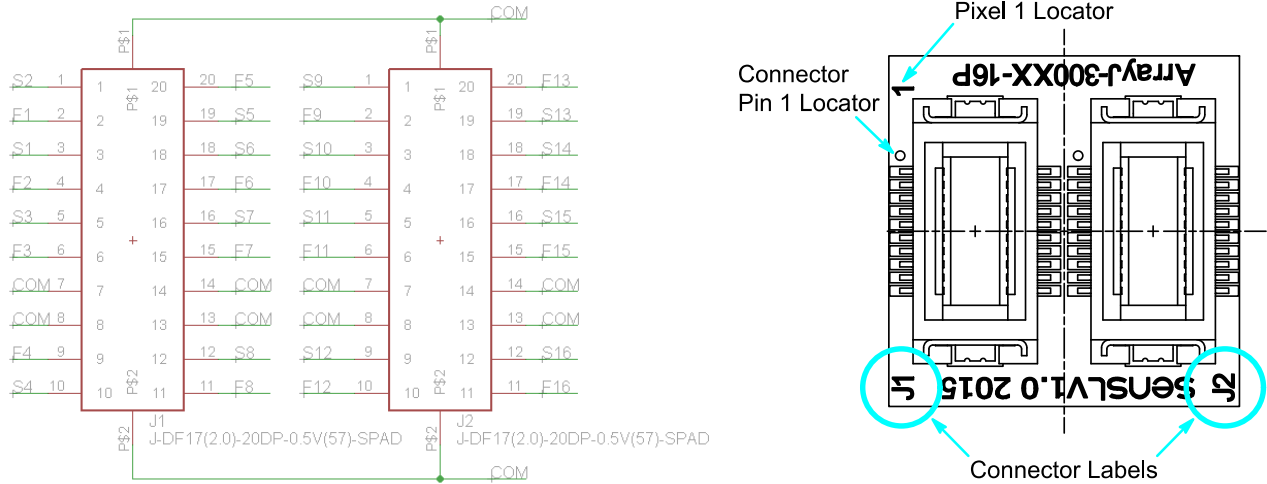 COM
P$1
P$1
S2 1 1 P$1 20 20 F5
F1 2 2 19 19 S5
S1 3 3 18 18 S6
F2 4 4 17 17 F6
S3 5 5 16 16 S7
F3 6 6 15 15 F7
COM 7 7 14 14 COM
COM 8 8 13 13 COM
F4 9 9 12 12 S8
S4 10 10 P$2 11 11 F8
P$2
J1
J-DF17(2.0)-20DP-0.5V(57)-SPAD
S9 1 1 P$1 20 20 F13
F9 2 2 19 19 S13
S10 3 3 18 18 S14
F10 4 4 17 17 F14
S11 5 5 16 16 S15
F11 6 6 15 15 F15
COM 7 7 14 14 COM
COM 8 8 13 13 COM
S12 9 9 12 12 S16
F12 10 10 P$2 11 11 F16
P$2
J2
J-DF17(2.0)-20DP-0.5V(57)-SPAD
COM
Pixel 1 Locator
Connector
Pin 1 Locator
1
ArrayJ-300XX-16P
J1
SenSLV1.0 2015
J2
Connector Labels